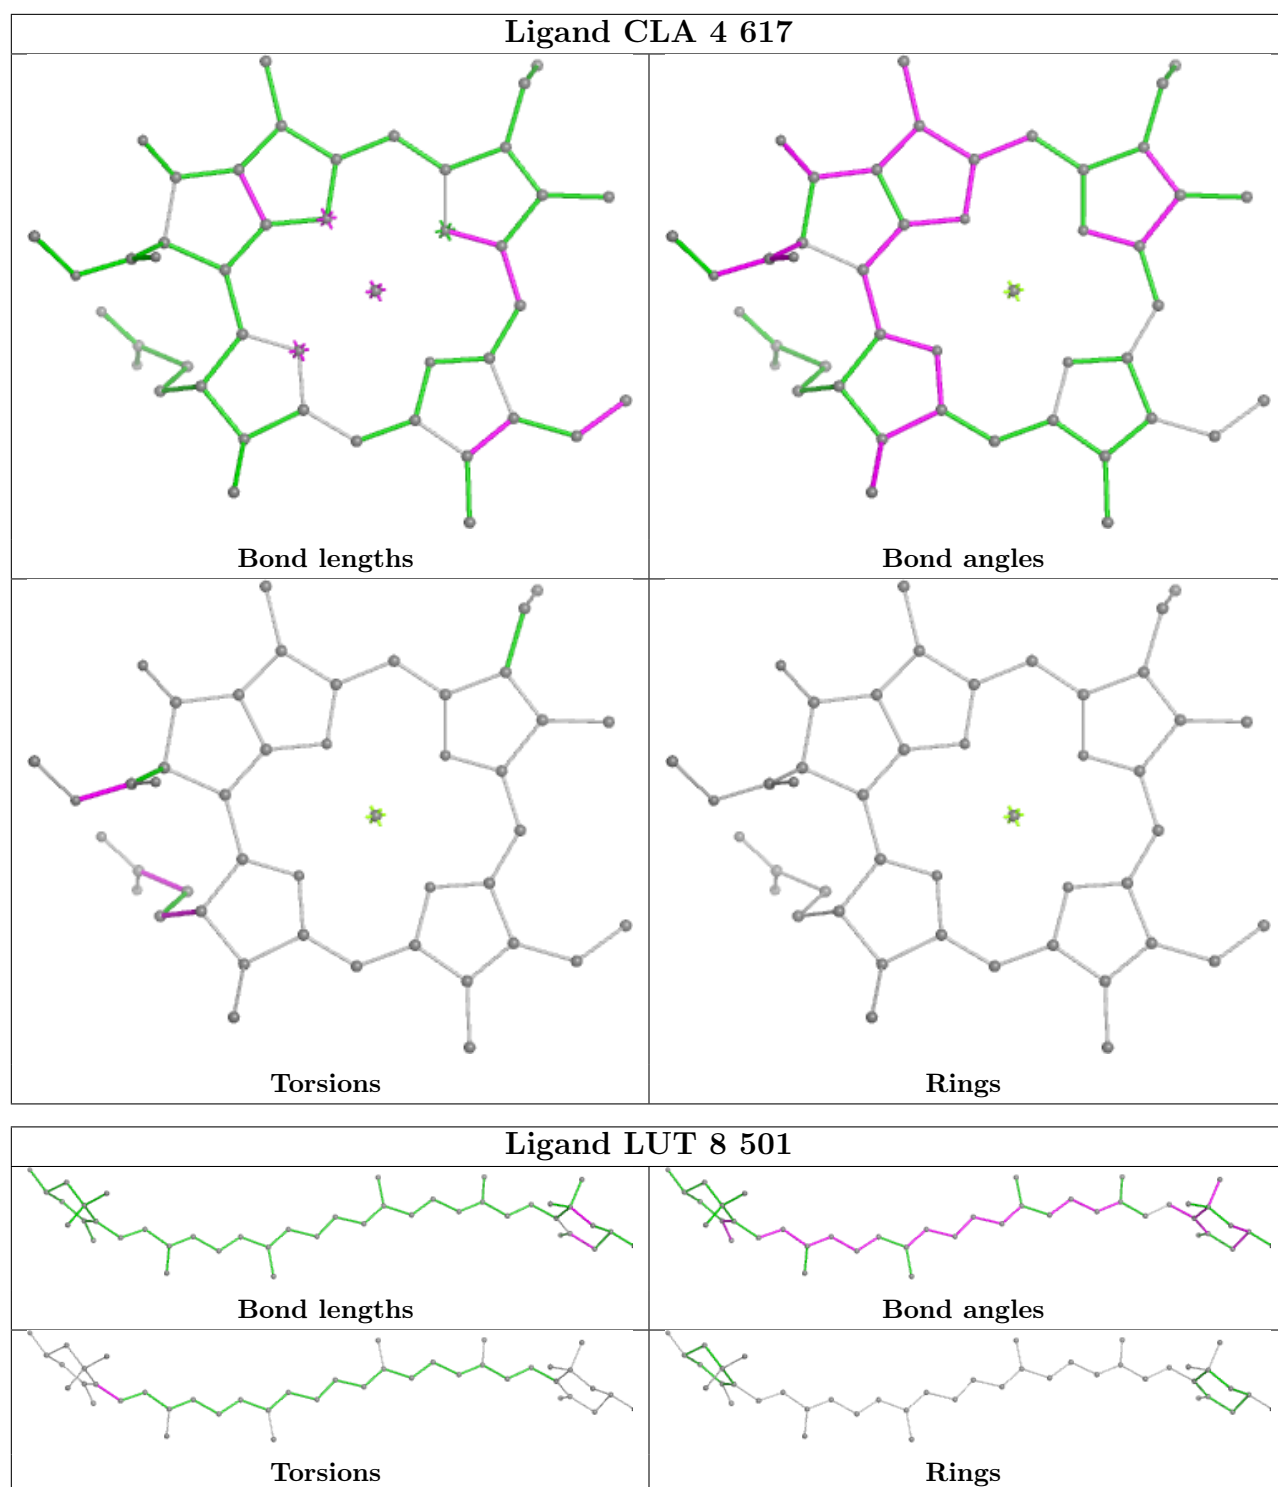 Ligand CLA 4 617
Bond lengths
Bond angles
Torsions
Rings
Ligand LUT 8 501
Bond lengths
Bond angles
Torsions
Rings